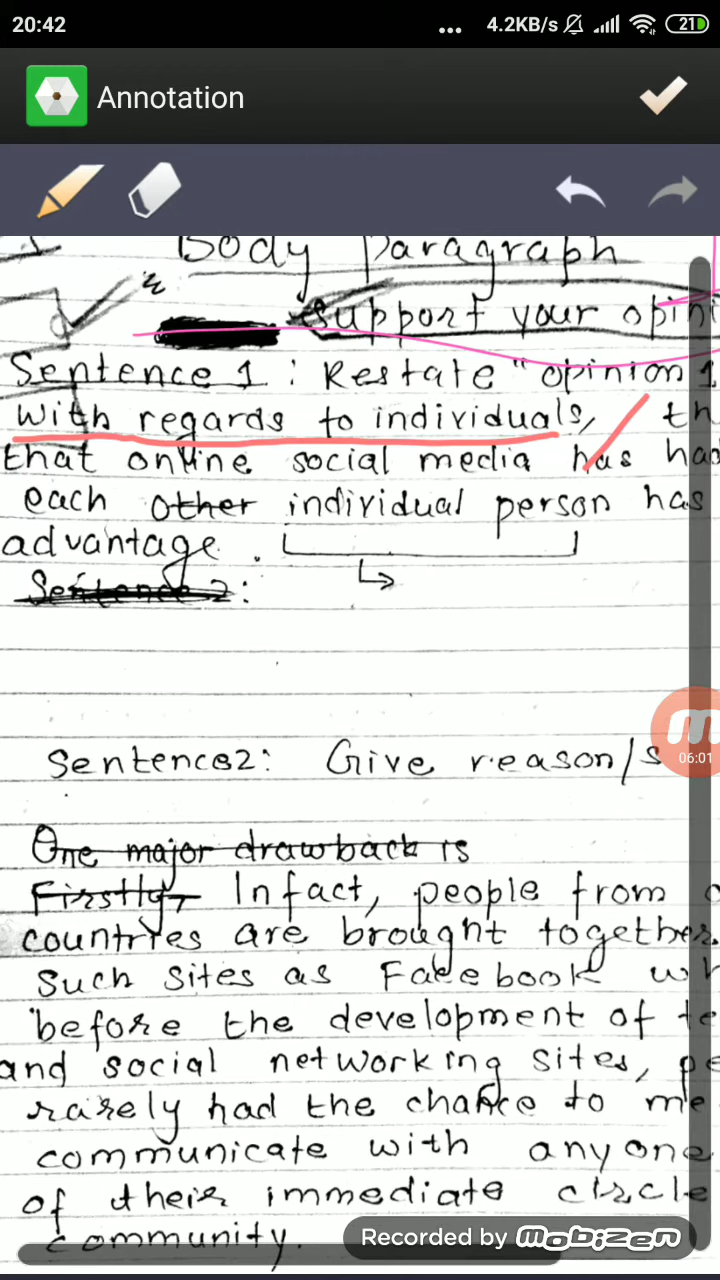 20:42
... 4.2KB/s 21
Annotation
Body Paragraph
support your opini
Sentence 1 : Restate "opinion 1
with regards to individuals, th
that online social media has had
each other individual person has
advantage.
Sentence 2:
06:01
Sentence2: Give reason/s
One major drawback is
Firstly, Infact, people from
countries are brought together
such sites as Facebook wh
before the development of te
and social networking sites, pe
rarely had the chance to me
communicate with anyone
of their immediate circle
community.
Recorded by mobizen